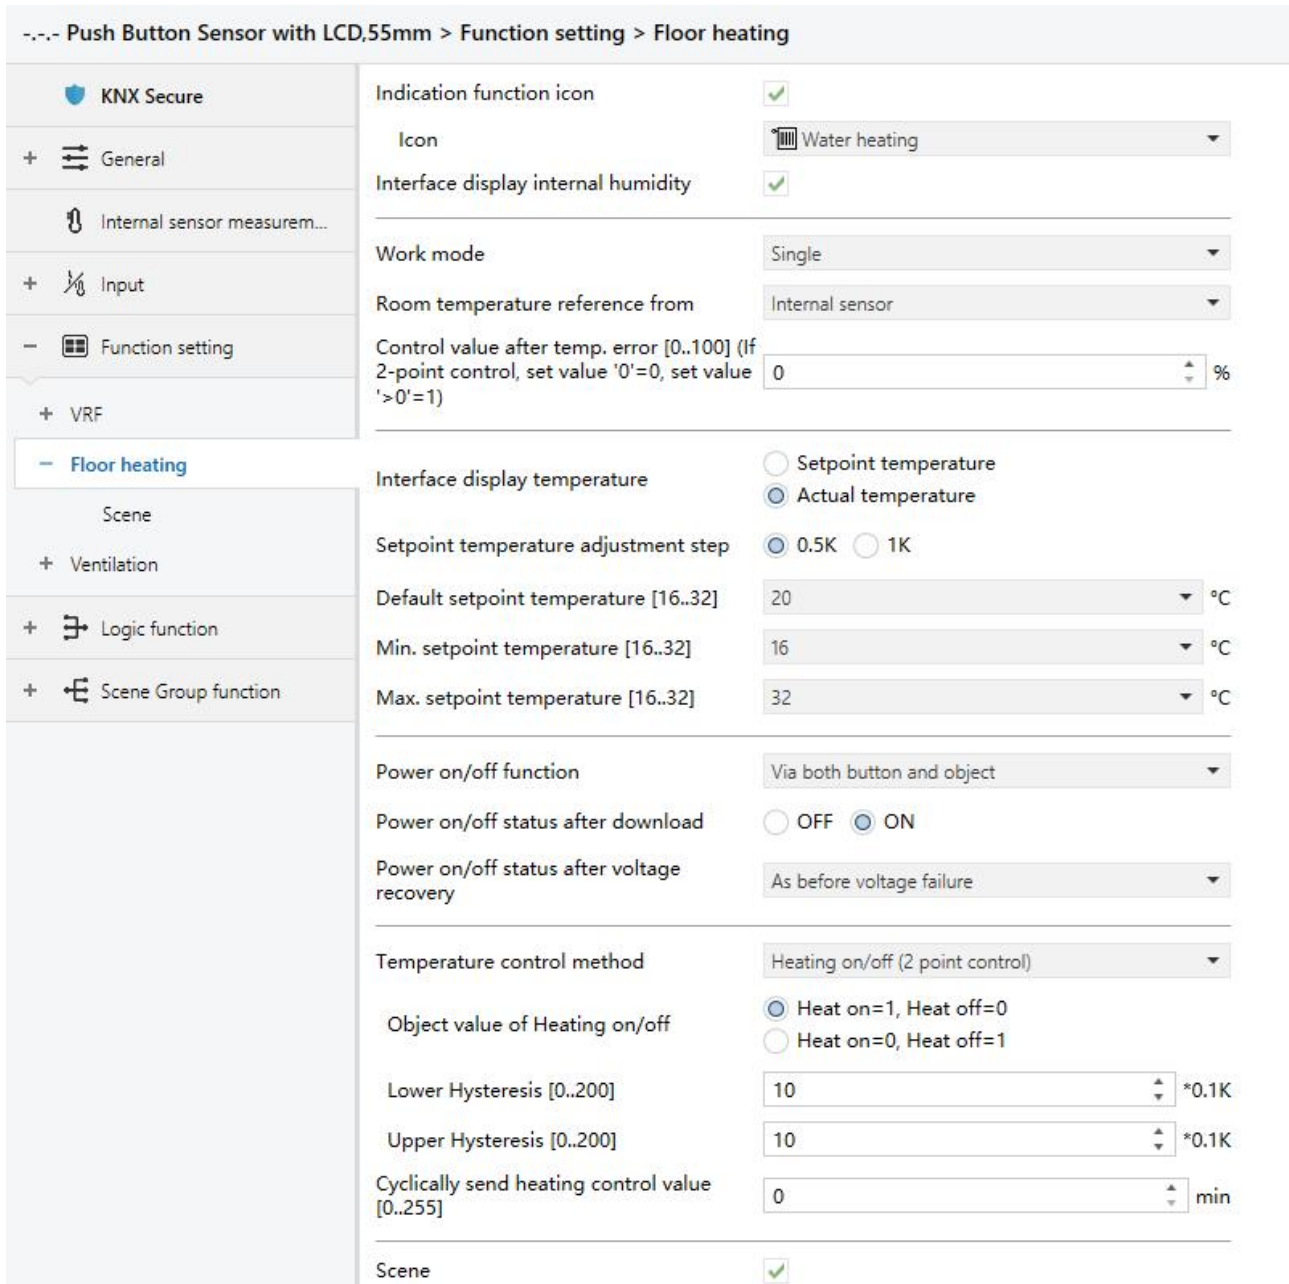 -.-.- Push Button Sensor with LCD,55mm > Function setting > Floor heating
KNX Secure
+ General
Internal sensor measurem...
+ Input
− Function setting
+ VRF
− Floor heating
Scene
+ Ventilation
+ Logic function
+ Scene Group function
Indication function icon
Icon Water heating
Interface display internal humidity
Work mode Single
Room temperature reference from Internal sensor
Control value after temp. error [0..100] (If
2-point control, set value '0'=0, set value 0 %
'>0'=1)
Interface display temperature
Setpoint temperature
Actual temperature
Setpoint temperature adjustment step 0.5K 1K
Default setpoint temperature [16..32] 20 °C
Min. setpoint temperature [16..32] 16 °C
Max. setpoint temperature [16..32] 32 °C
Power on/off function Via both button and object
Power on/off status after download OFF ON
Power on/off status after voltage
recovery
As before voltage failure
Temperature control method Heating on/off (2 point control)
Object value of Heating on/off
Heat on=1, Heat off=0
Heat on=0, Heat off=1
Lower Hysteresis [0..200] 10 *0.1K
Upper Hysteresis [0..200] 10 *0.1K
Cyclically send heating control value
[0..255]
0 min
Scene